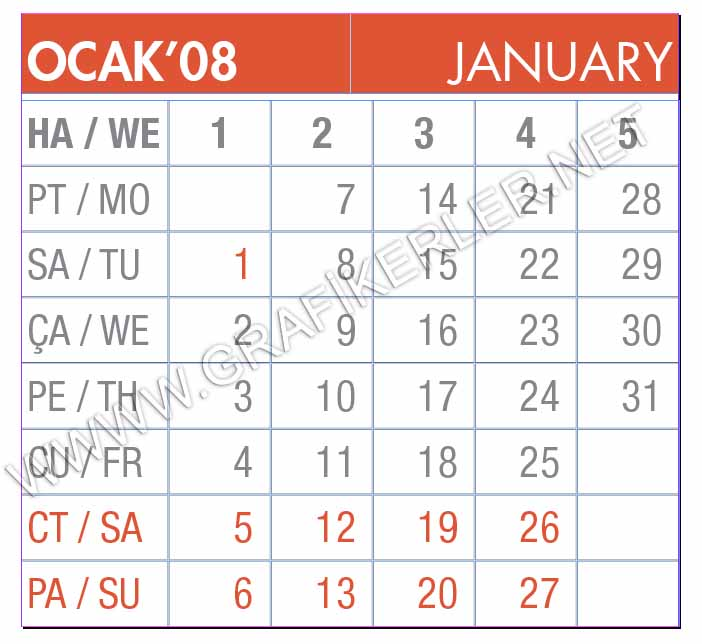 OCAK’08 JANUARY
HA / WE 1 2 3 4 5
PT / MO 7 14 21 28
SA / TU 1 8 15 22 29
ÇA / WE 2 9 16 23 30
PE / TH 3 10 17 24 31
CU / FR 4 11 18 25
CT / SA 5 12 19 26
PA / SU 6 13 20 27
WWW.GRAFİKERLER.NET